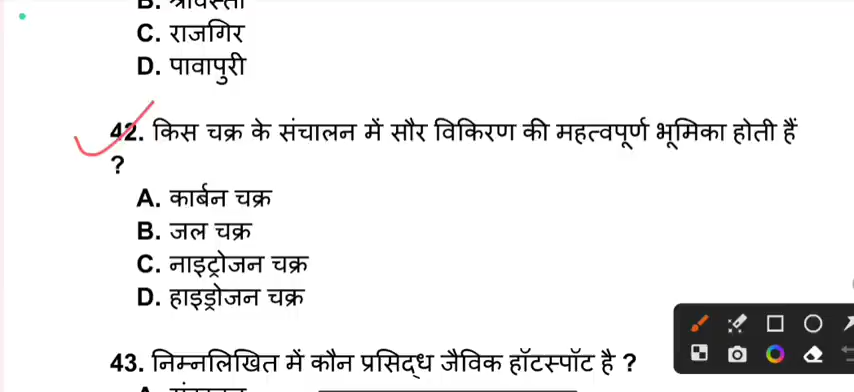 B. श्रावस्ती
C. राजगिर
D. पावापुरी
42. किस चक्र के संचालन में सौर विकिरण की महत्वपूर्ण भूमिका होती हैं
?
A. कार्बन चक्र
B. जल चक्र
C. नाइट्रोजन चक्र
D. हाइड्रोजन चक्र
43. निम्नलिखित में कौन प्रसिद्ध जैविक हॉटस्पॉट है ?